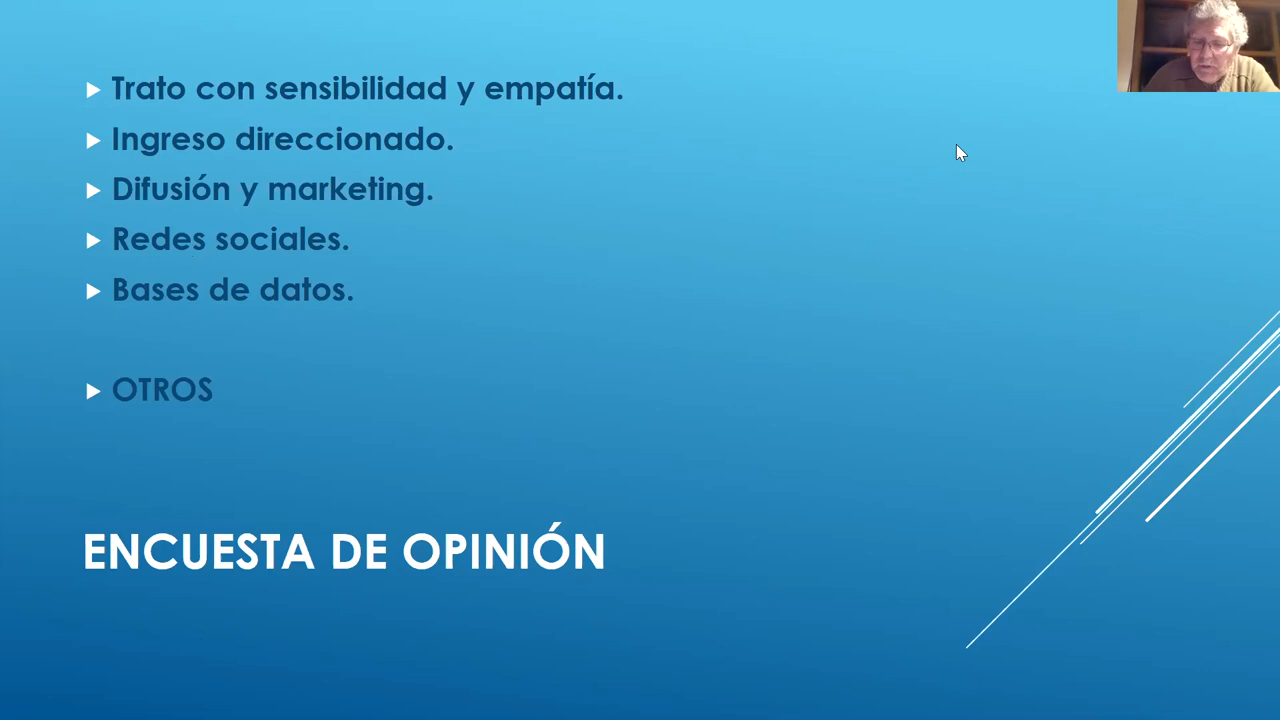 Trato con sensibilidad y empatía.
Ingreso direccionado.
Difusión y marketing.
Redes sociales.
Bases de datos.
OTROS
ENCUESTA DE OPINIÓN